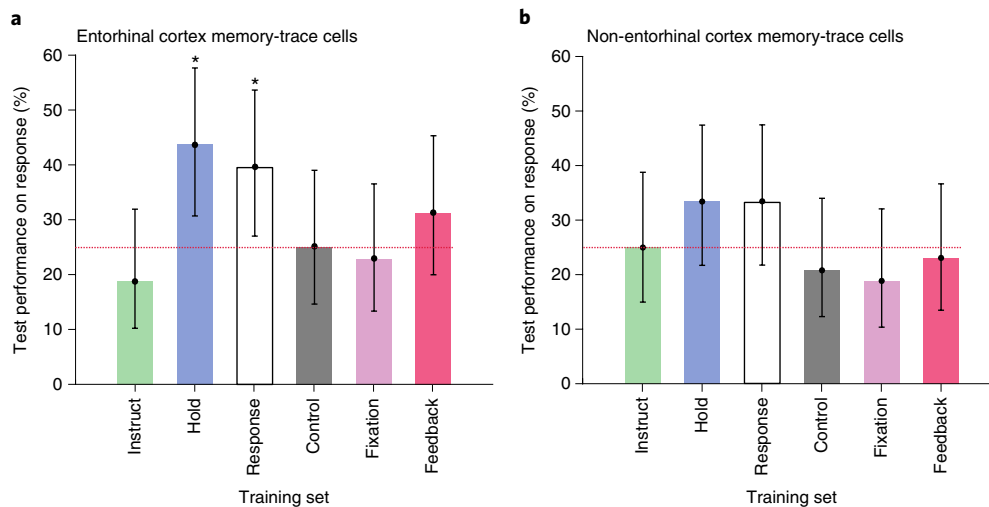 a
Entorhinal cortex memory-trace cells
Test performance on response (%)
60
50
40
30
20
10
0
*
*
Instruct
Hold
Response
Control
Fixation
Feedback
Training set
b
Non-entorhinal cortex memory-trace cells
Test performance on response (%)
60
50
40
30
20
10
0
Instruct
Hold
Response
Control
Fixation
Feedback
Training set